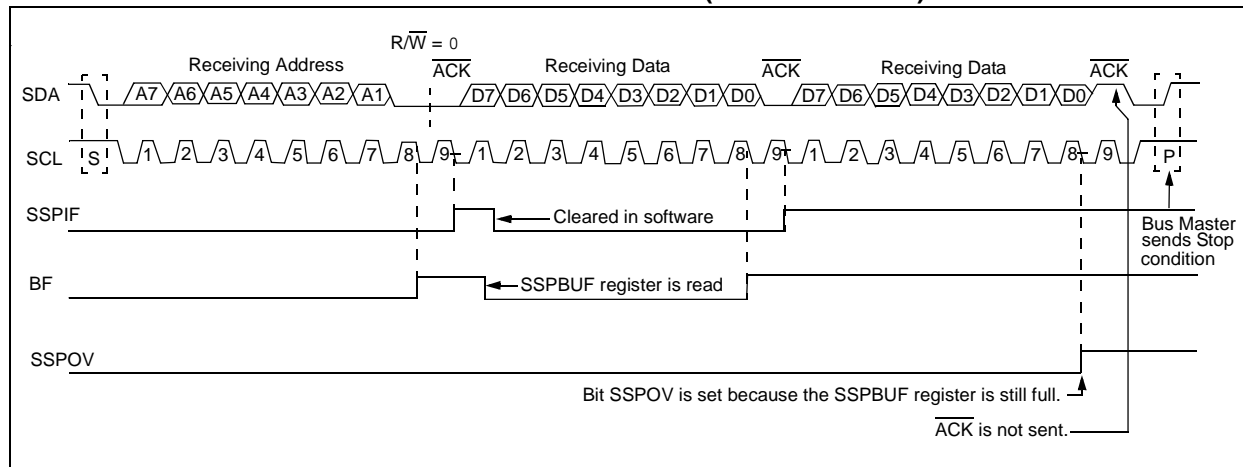 R/W = 0
Receiving Address ACK Receiving Data ACK Receiving Data ACK
SDA A7 A6 A5 A4 A3 A2 A1 D7 D6 D5 D4 D3 D2 D1 D0 D7 D6 D5 D4 D3 D2 D1 D0
SCL S 1 2 3 4 5 6 7 8 9 1 2 3 4 5 6 7 8 9 1 2 3 4 5 6 7 8 9 P
SSPIF Cleared in software
Bus Master
sends Stop
condition
BF SSPBUF register is read
SSPOV
Bit SSPOV is set because the SSPBUF register is still full.
ACK is not sent.